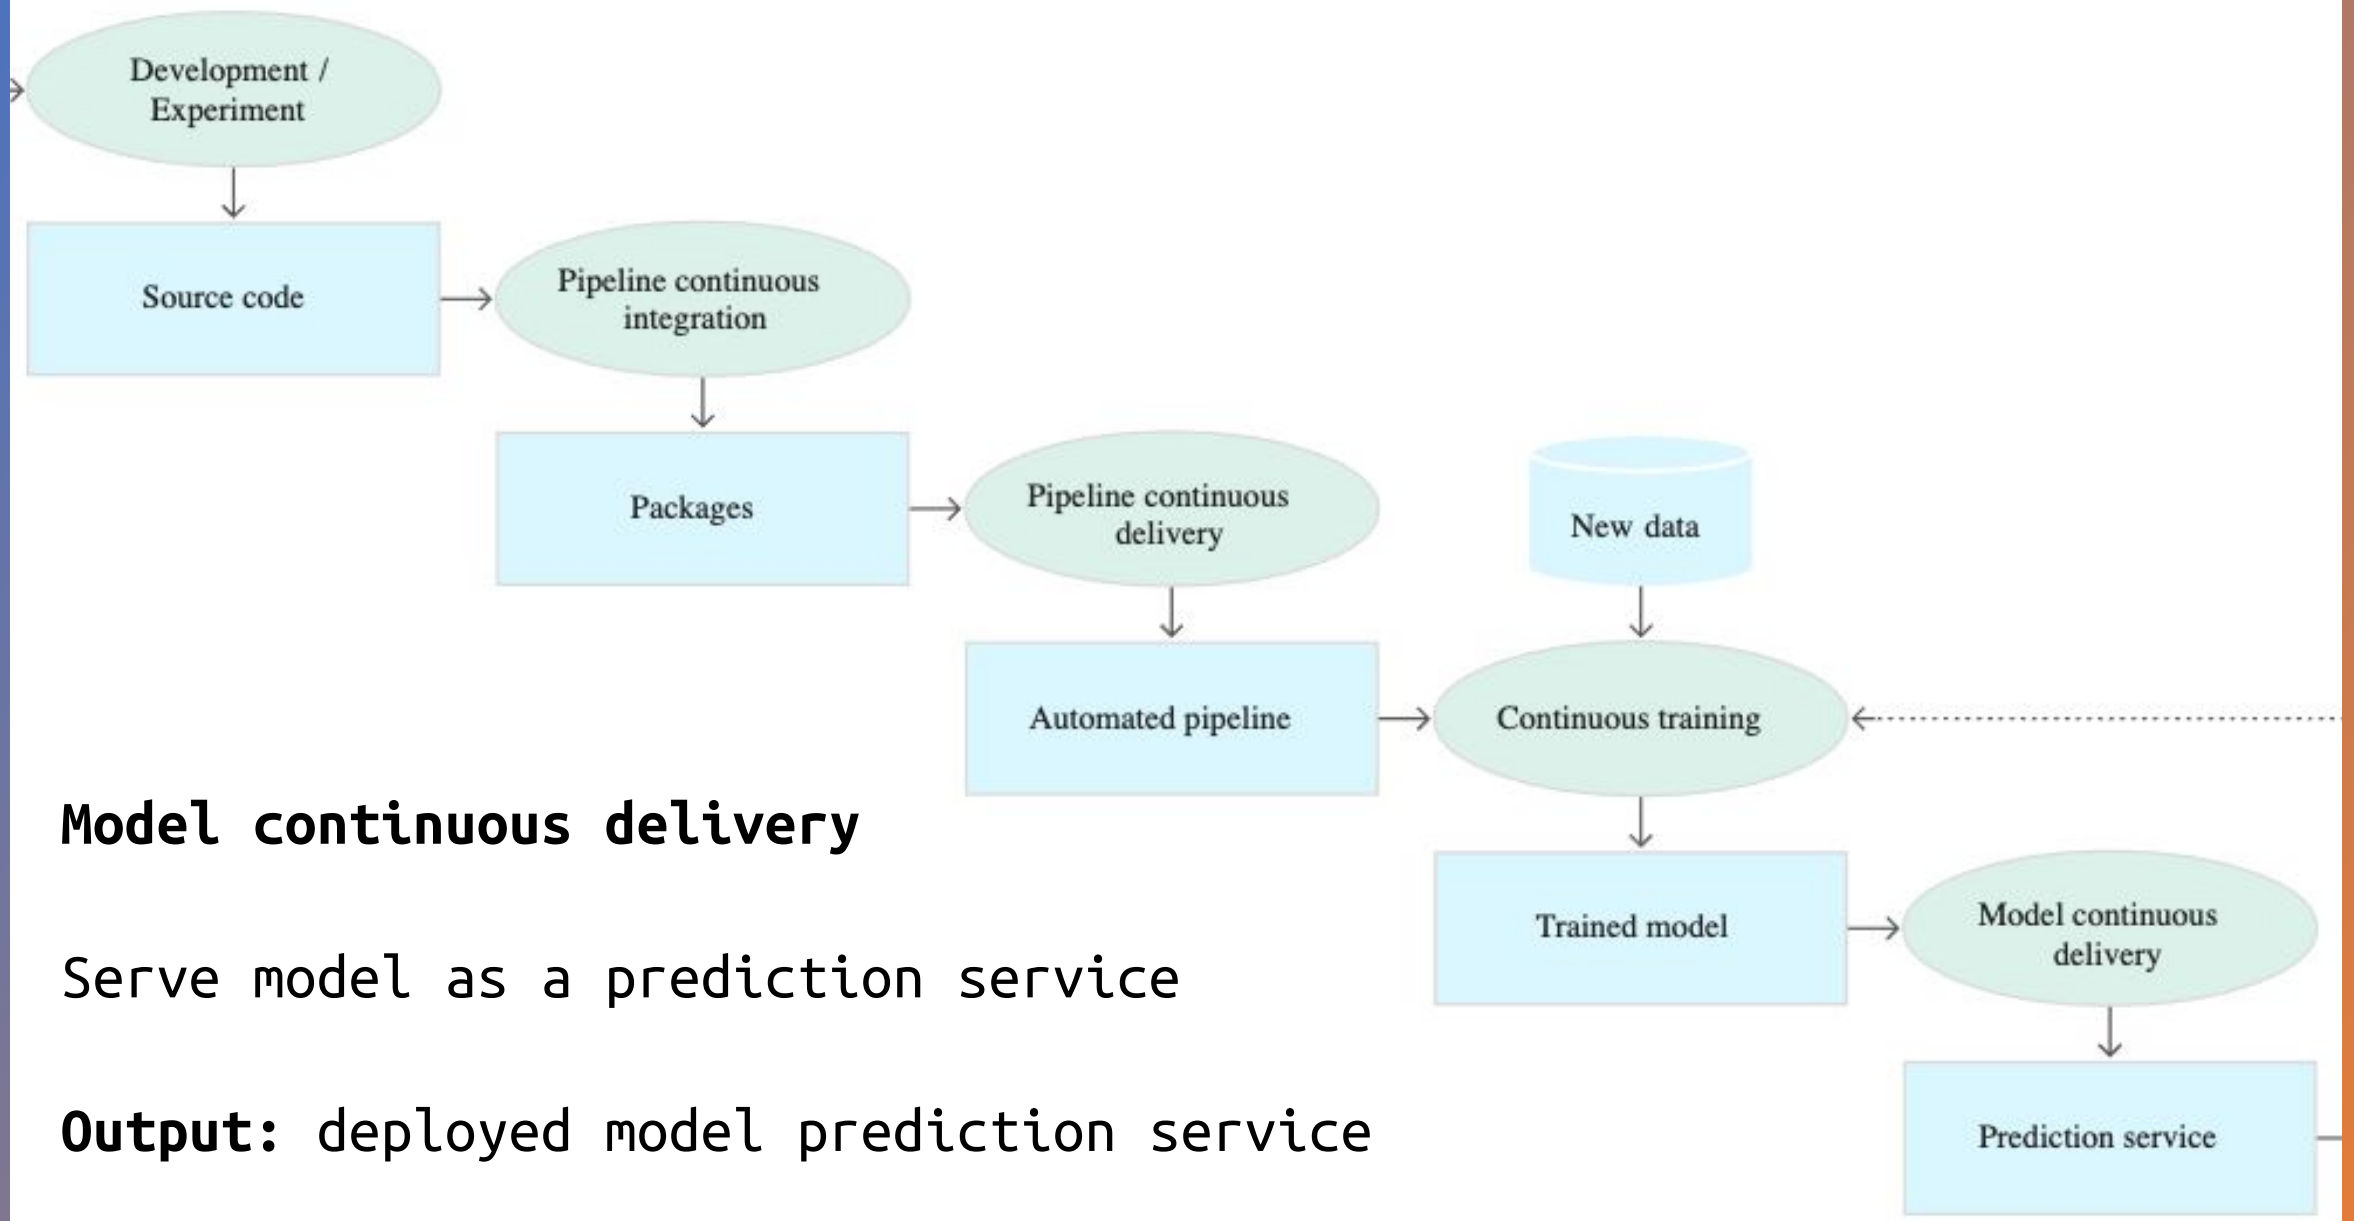 Development /
Experiment
Source code
Pipeline continuous
integration
Packages
Pipeline continuous
delivery
New data
Automated pipeline
Continuous training
Trained model
Model continuous
delivery
Prediction service
Model continuous delivery
Serve model as a prediction service
Output: deployed model prediction service